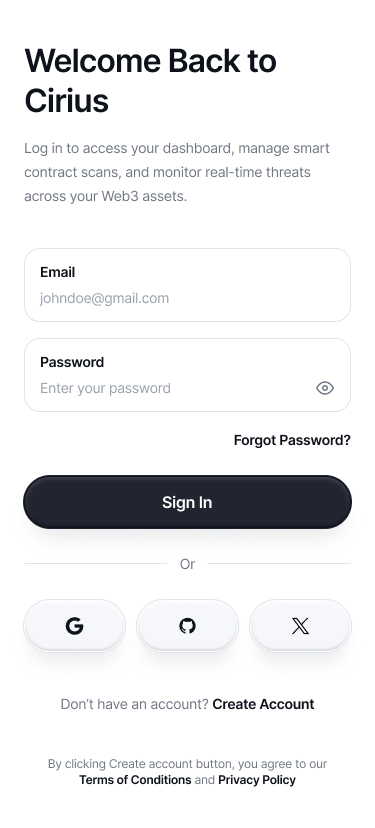 Welcome Back to
Cirius
Log in to access your dashboard, manage smart
contract scans, and monitor real-time threats
across your Web3 assets.
Email
johndoe@gmail.com
Password
Enter your password
Forgot Password?
Sign In
Or
Don't have an account? Create Account
By clicking Create account button, you agree to our
Terms of Conditions and Privacy Policy